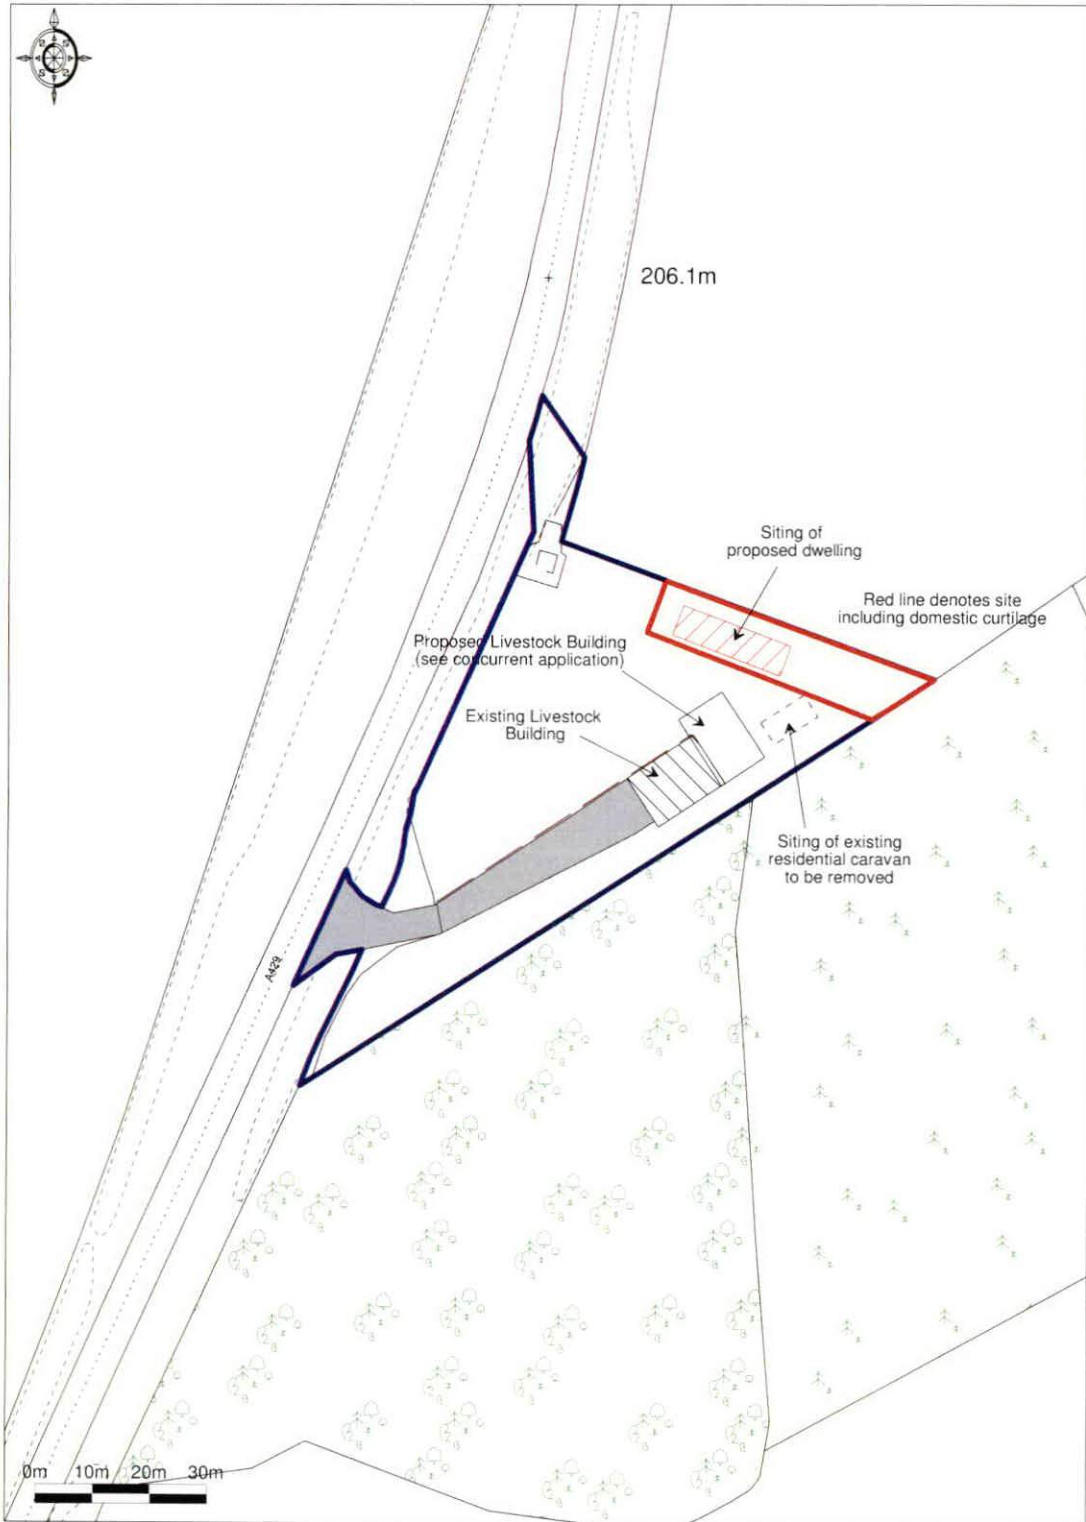 206.1m
Siting of
proposed dwelling
Red line denotes site
including domestic curtilage
Proposed Livestock Building
(see concurrent application)
Existing Livestock
Building
Siting of existing
residential caravan
to be removed
A429
0m 10m 20m 30m